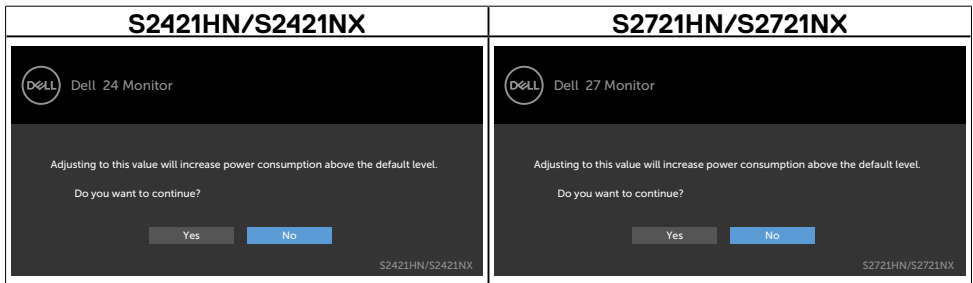 S2421HN/S2421NX
S2721HN/S2721NX
DELL
Dell 24 Monitor
Adjusting to this value will increase power consumption above the default level.
Do you want to continue?
Yes
No
S2421HN/S2421NX
DELL
Dell 27 Monitor
Adjusting to this value will increase power consumption above the default level.
Do you want to continue?
Yes
No
S2721HN/S2721NX